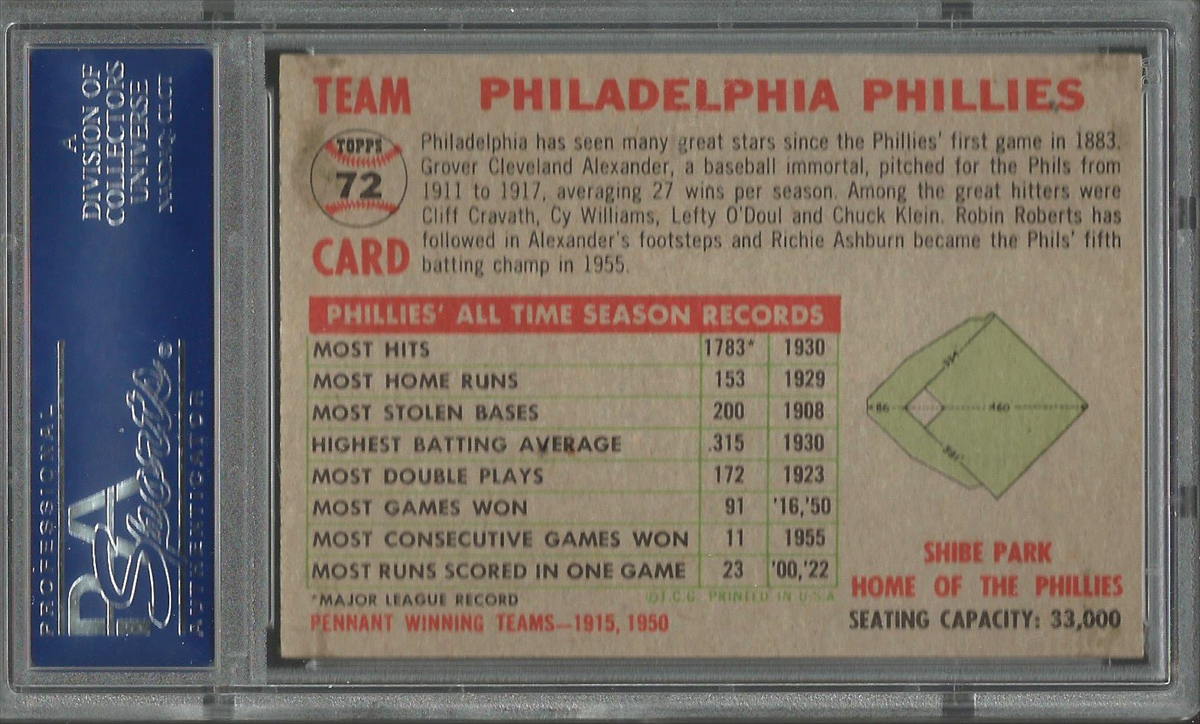 A
DIVISION OF
COLLECTORS
UNIVERSE
NASDAQ: CLCT
PROFESSIONAL
PSA
Sports®
AUTHENTICATOR
TEAM
TOPPS
72
CARD
PHILADELPHIA PHILLIES
Philadelphia has seen many great stars since the Phillies' first game in 1883.
Grover Cleveland Alexander, a baseball immortal, pitched for the Phils from
1911 to 1917, averaging 27 wins per season. Among the great hitters were
Cliff Cravath, Cy Williams, Lefty O'Doul and Chuck Klein. Robin Roberts has
followed in Alexander's footsteps and Richie Ashburn became the Phils' fifth
batting champ in 1955.
PHILLIES' ALL TIME SEASON RECORDS
MOST HITS 1783* 1930
MOST HOME RUNS 153 1929
MOST STOLEN BASES 200 1908
HIGHEST BATTING AVERAGE .315 1930
MOST DOUBLE PLAYS 172 1923
MOST GAMES WON 91 '16,'50
MOST CONSECUTIVE GAMES WON 11 1955
MOST RUNS SCORED IN ONE GAME 23 '00,'22
*MAJOR LEAGUE RECORD
©T.C.G. PRINTED IN U.S.A
PENNANT WINNING TEAMS—1915, 1950
86
460
SHIBE PARK
HOME OF THE PHILLIES
SEATING CAPACITY: 33,000